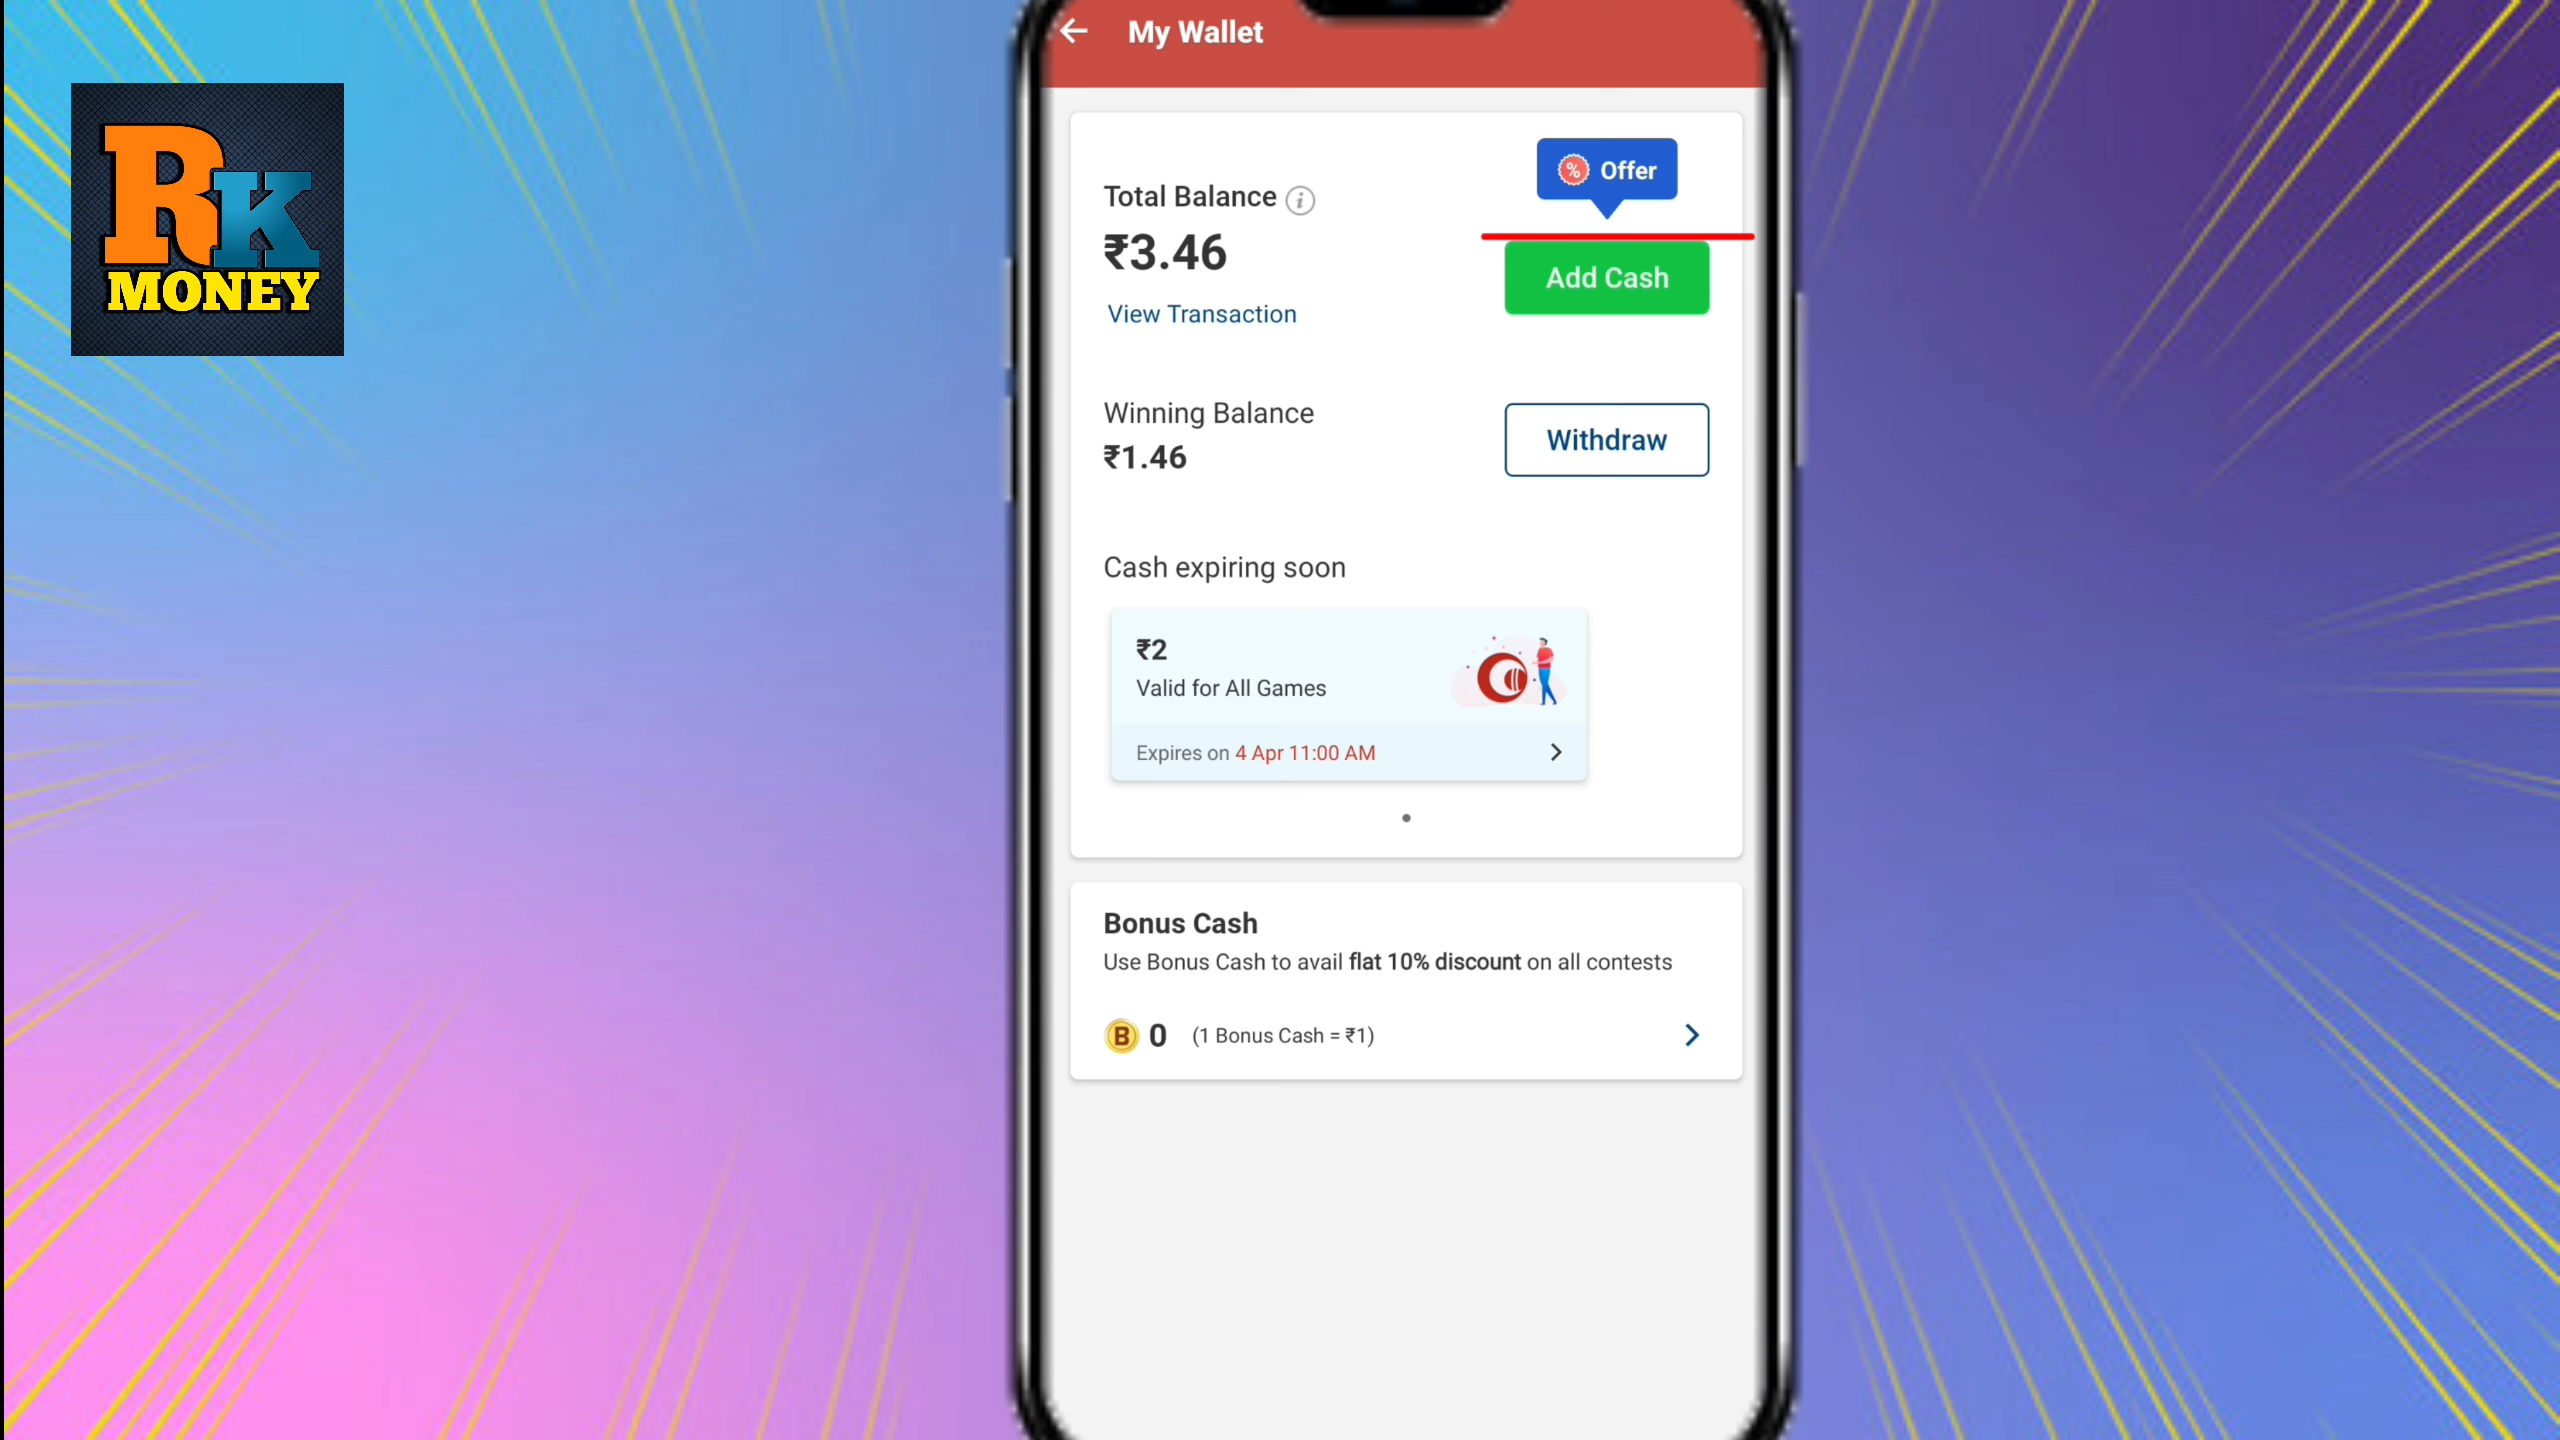 RK
MONEY
My Wallet
% Offer
Total Balance i
₹3.46
Add Cash
View Transaction
Winning Balance
₹1.46
Withdraw
Cash expiring soon
₹2
Valid for All Games
Expires on 4 Apr 11:00 AM
Bonus Cash
Use Bonus Cash to avail flat 10% discount on all contests
B 0 (1 Bonus Cash = ₹1)